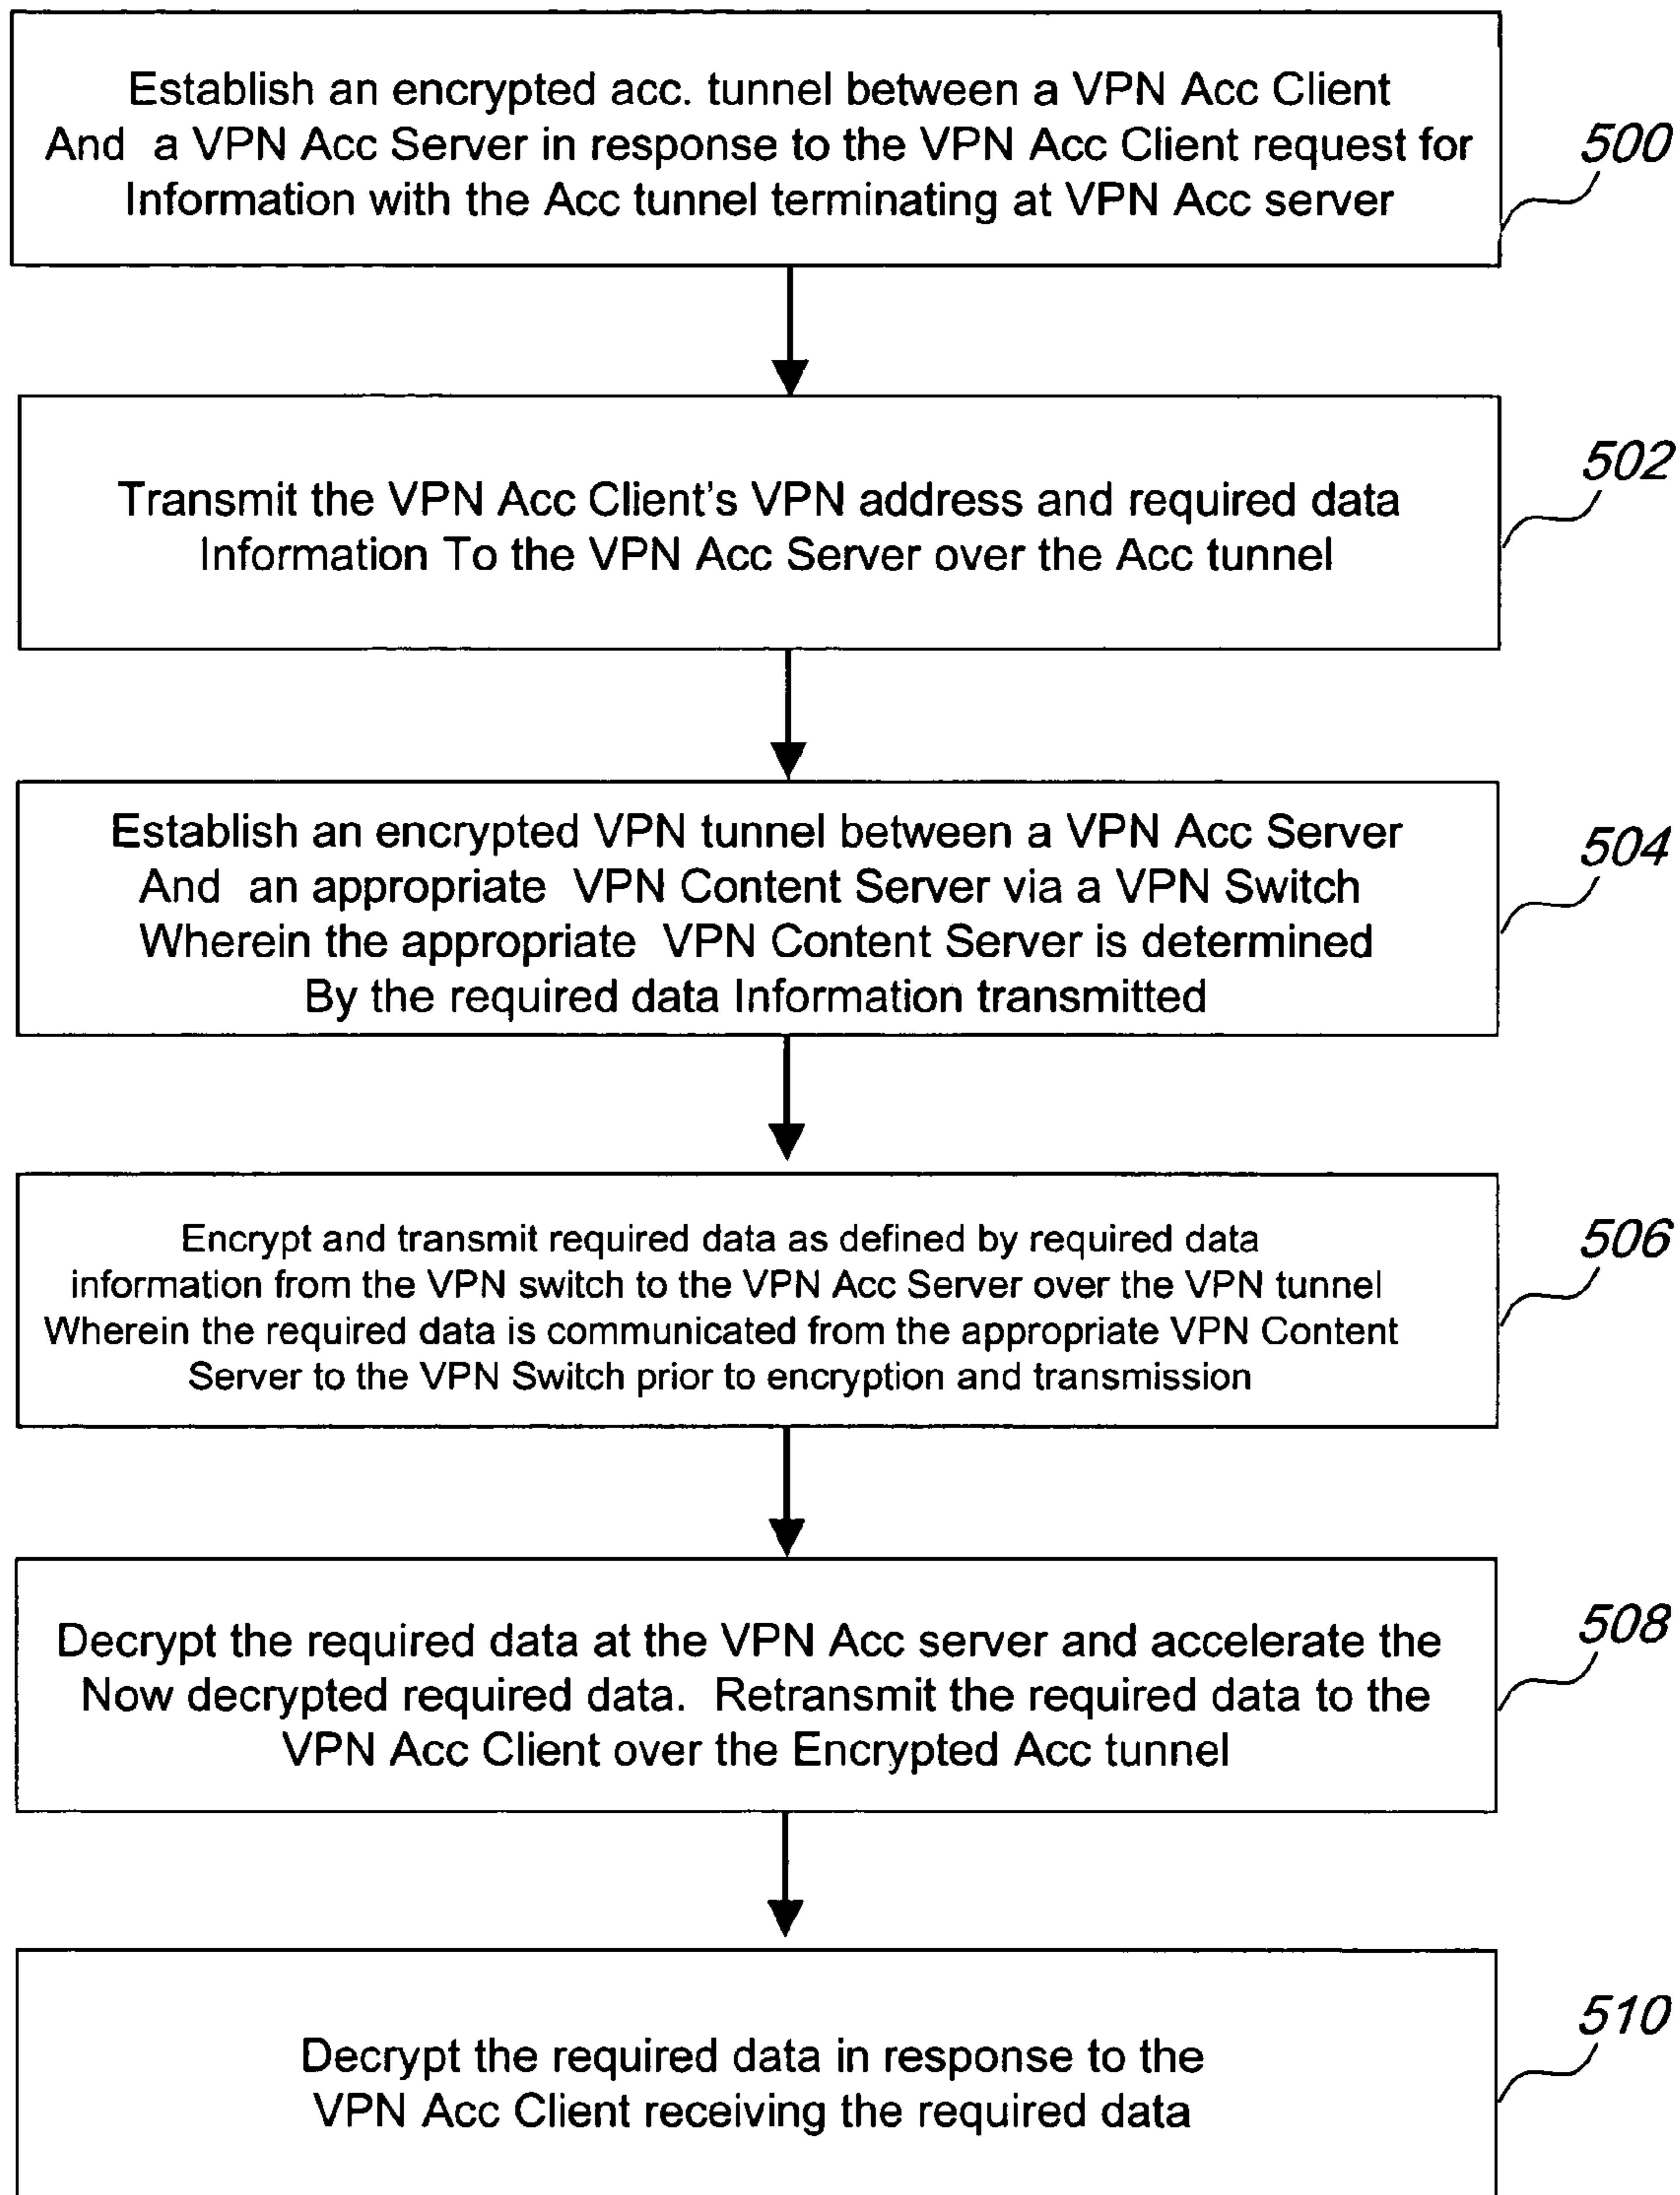 Establish an encrypted acc. tunnel between a VPN Acc Client
And a VPN Acc Server in response to the VPN Acc Client request for
Information with the Acc tunnel terminating at VPN Acc server
500
Transmit the VPN Acc Client's VPN address and required data
Information To the VPN Acc Server over the Acc tunnel
502
Establish an encrypted VPN tunnel between a VPN Acc Server
And an appropriate VPN Content Server via a VPN Switch
Wherein the appropriate VPN Content Server is determined
By the required data Information transmitted
504
Encrypt and transmit required data as defined by required data
information from the VPN switch to the VPN Acc Server over the VPN tunnel
Wherein the required data is communicated from the appropriate VPN Content
Server to the VPN Switch prior to encryption and transmission
506
Decrypt the required data at the VPN Acc server and accelerate the
Now decrypted required data. Retransmit the required data to the
VPN Acc Client over the Encrypted Acc tunnel
508
Decrypt the required data in response to the
VPN Acc Client receiving the required data
510